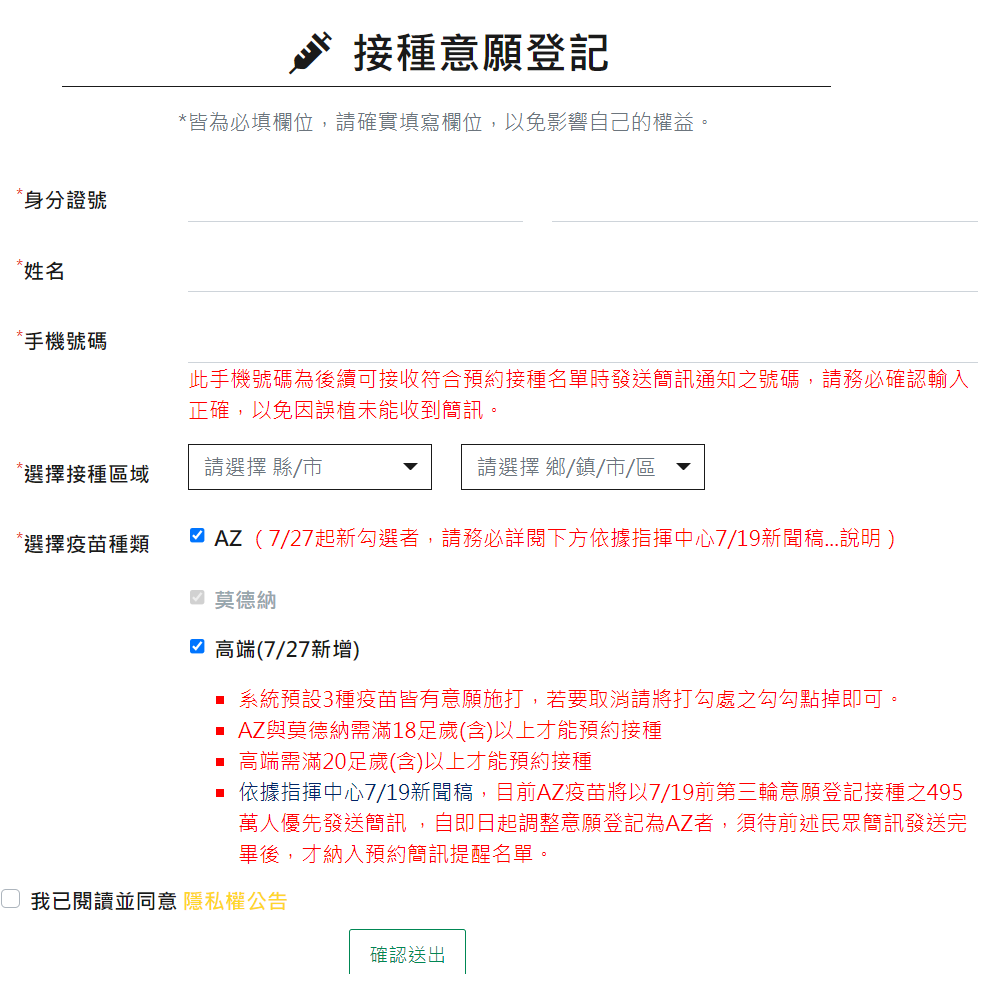 接種意願登記
*皆為必填欄位，請確實填寫欄位，以免影響自己的權益。
*身分證號
*姓名
*手機號碼
此手機號碼為後續可接收符合預約接種名單時發送簡訊通知之號碼，請務必確認輸入
正確，以免因誤植未能收到簡訊。
*選擇接種區域 請選擇 縣/市 請選擇 鄉/鎮/市/區
*選擇疫苗種類 AZ（7/27起新勾選者，請務必詳閱下方依據指揮中心7/19新聞稿...說明）
莫德納
高端(7/27新增)
系統預設3種疫苗皆有意願施打，若要取消請將打勾處之勾勾點掉即可。
AZ與莫德納需滿18足歲(含)以上才能預約接種
高端需滿20足歲(含)以上才能預約接種
依據指揮中心7/19新聞稿，目前AZ疫苗將以7/19前第三輪意願登記接種之495
萬人優先發送簡訊 ，自即日起調整意願登記為AZ者，須待前述民眾簡訊發送完
畢後，才納入預約簡訊提醒名單。
我已閱讀並同意 隱私權公告
確認送出